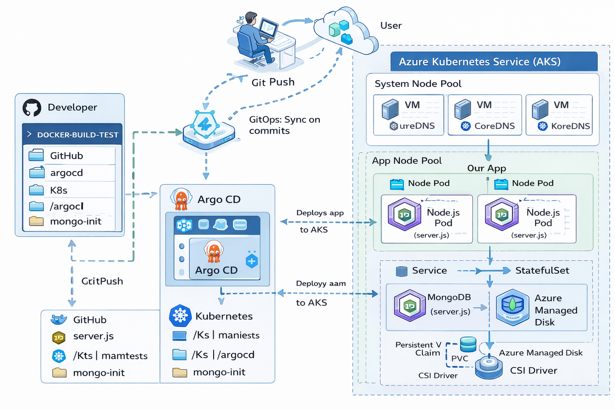 User
Git Push
GitOps: Sync on
commits
Developer
> DOCKER-BUILD-TEST
GitHub
argocd
K8s
/argocl
mongo-init
GcitPush
GitHub
server.js
/Kts | mamtests
mongo-init
Argo CD
Argo CD
Kubernetes
/Ks | maniests
/Ks | /argocd
mongo-init
Deploys app
to AKS
Deploy aam
to AKS
Azure Kubernetes Service (AKS)
System Node Pool
VM
ureDNS
VM
CoreDNS
VM
KoreDNS
App Node Pool
Our App
Node Pod
Node.js
Pod
(server.js)
Node Pod
Node.js
Pod
(server.js)
Service
StatefulSet
MongoDB
(server.js)
Azure
Managed
Disk
Persistent V
Claim
PVC
CSI Driver
Azure Managed Disk
CSI Driver